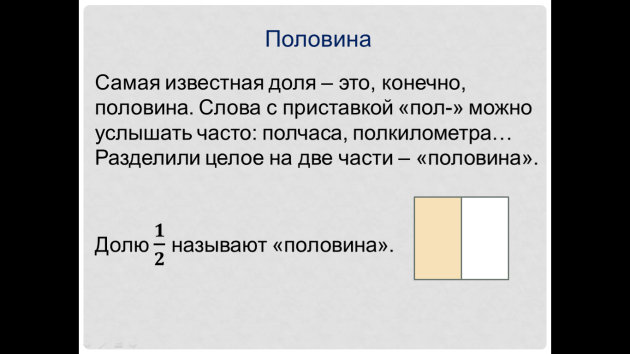 Половина
Самая известная доля – это, конечно,
половина. Слова с приставкой «пол-» можно
услышать часто: полчаса, полкилометра…
Разделили целое на две части – «половина».
Долю 1/2 называют «половина».